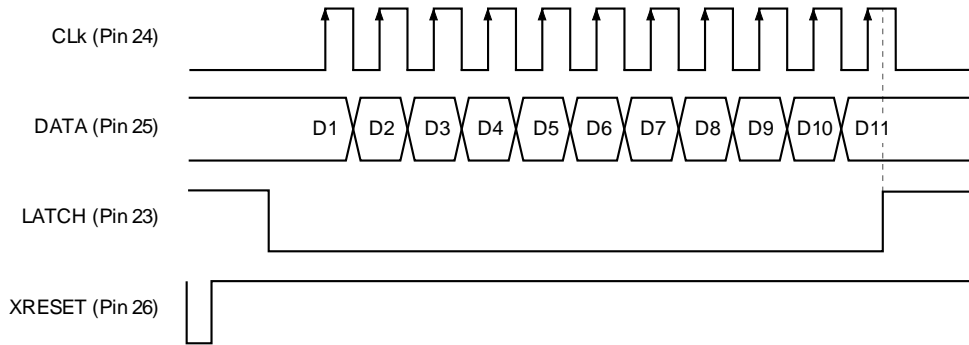 CLk (Pin 24)
DATA (Pin 25)
D1 D2 D3 D4 D5 D6 D7 D8 D9 D10 D11
LATCH (Pin 23)
XRESET (Pin 26)